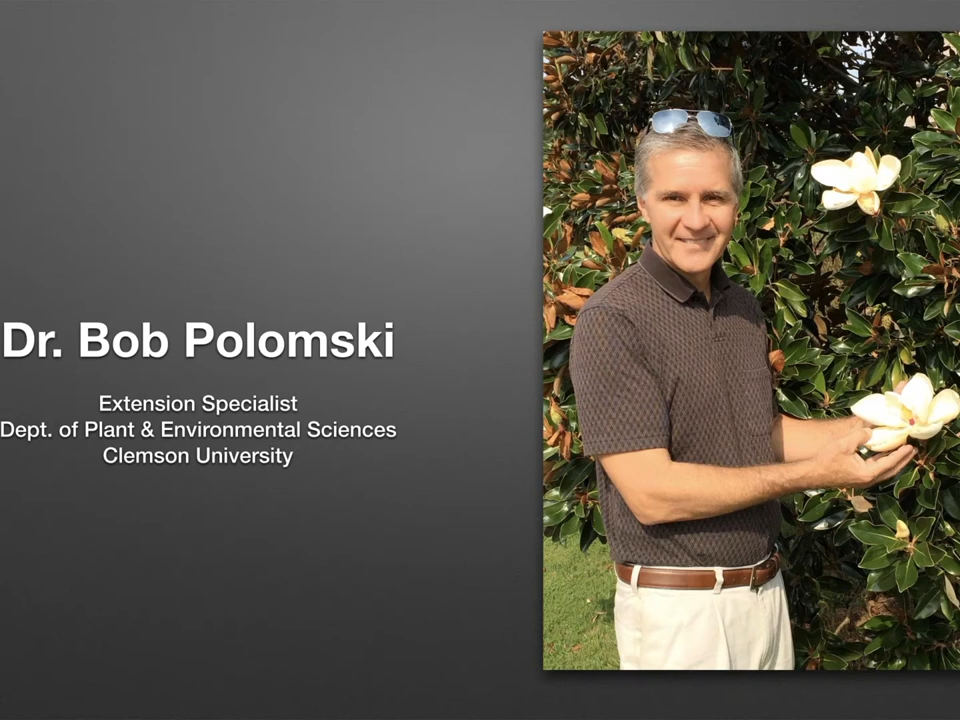 Dr. Bob Polomski
Extension Specialist
Dept. of Plant & Environmental Sciences
Clemson University